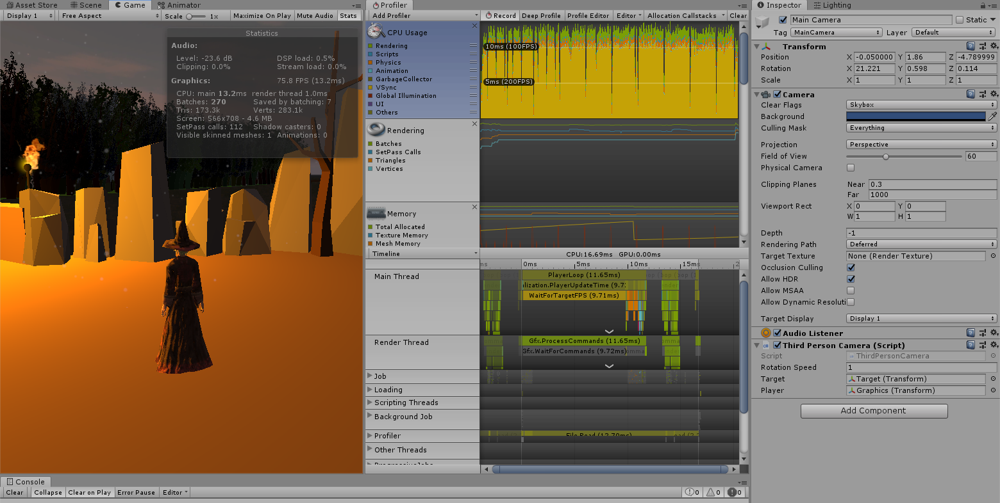 Asset Store
Scene
Game
Animator
Display 1
Free Aspect
Scale
1x
Maximize On Play
Mute Audio
Stats
Statistics
Audio:
Level: -23.6 dB
DSP load: 0.5%
Clipping: 0.0%
Stream load: 0.0%
Graphics:
75.8 FPS (13.2ms)
CPU: main 13.2ms render thread 1.0ms
Batches: 270
Saved by batching: 7
Tris: 173.3k
Verts: 283.1k
Screen: 566x708 - 4.6 MB
SetPass calls: 112
Shadow casters: 0
Visible skinned meshes: 1 Animations: 0
Profiler
Add Profiler
Record
Deep Profile
Profile Editor
Editor
Allocation Callstacks
Clear
CPU Usage
Rendering
Scripts
Physics
Animation
GarbageCollector
VSync
Global Illumination
UI
Others
10ms (100FPS)
5ms (200FPS)
Rendering
Batches
SetPass Calls
Triangles
Vertices
Memory
Total Allocated
Texture Memory
Mesh Memory
Timeline
CPU:16.69ms GPU:0.00ms
0ms
5ms
10ms
15ms
Main Thread
PlayerLoop (11.65ms)
lization.PlayerUpdateTime (9.7
WaitForTargetFPS (9.71ms)
Render Thread
Gfx.ProcessCommands (11.65ms)
Gfx.WaitForCommands (9.72ms)
Job
Loading
Scripting Threads
Background Job
Profiler
File.Read (12.70ms)
Other Threads
Console
Clear
Collapse
Clear on Play
Error Pause
Editor
0
0
0
Inspector
Lighting
Main Camera
Static
Tag
MainCamera
Layer
Default
Transform
Position
X -0.050000 Y 1.86 Z -4.789999
Rotation
X 21.221 Y 0.598 Z 0.114
Scale
X 1 Y 1 Z 1
Camera
Clear Flags
Skybox
Background
Culling Mask
Everything
Projection
Perspective
Field of View
60
Physical Camera
Clipping Planes
Near 0.3
Far 1000
Viewport Rect
X 0 Y 0
W 1 H 1
Depth
-1
Rendering Path
Deferred
Target Texture
None (Render Texture)
Occlusion Culling
Allow HDR
Allow MSAA
Allow Dynamic Resoluti
Target Display
Display 1
Audio Listener
Third Person Camera (Script)
Script
ThirdPersonCamera
Rotation Speed
1
Target
Target (Transform)
Player
Graphics (Transform)
Add Component